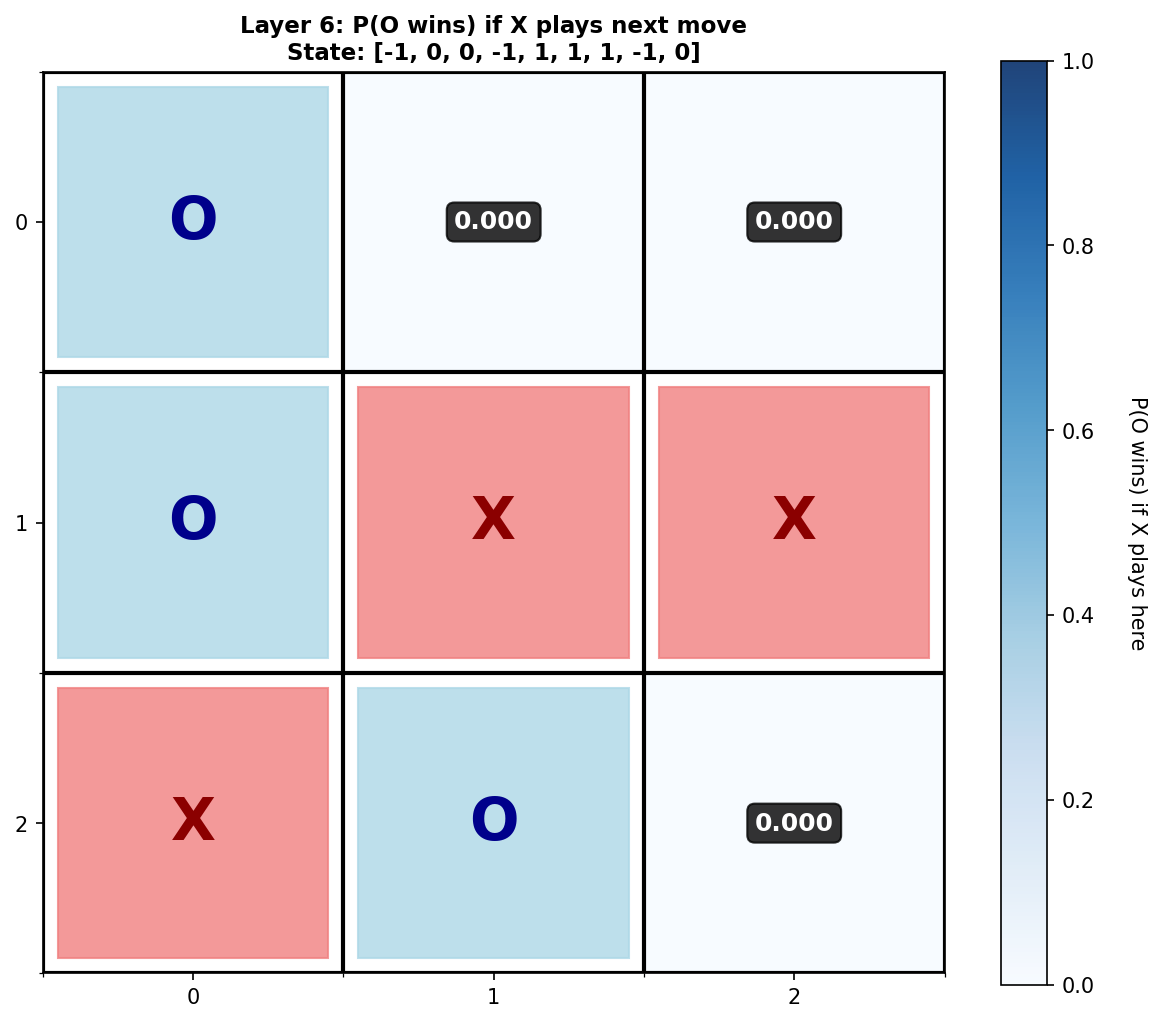 Layer 6: P(O wins) if X plays next move
State: [-1, 0, 0, -1, 1, 1, 1, -1, 0]
1.0
0.8
0.6
0.4
0.2
0.0
P(O wins) if X plays here
0
O
0.000
0.000
1
O
X
X
2
X
O
0.000
0
1
2